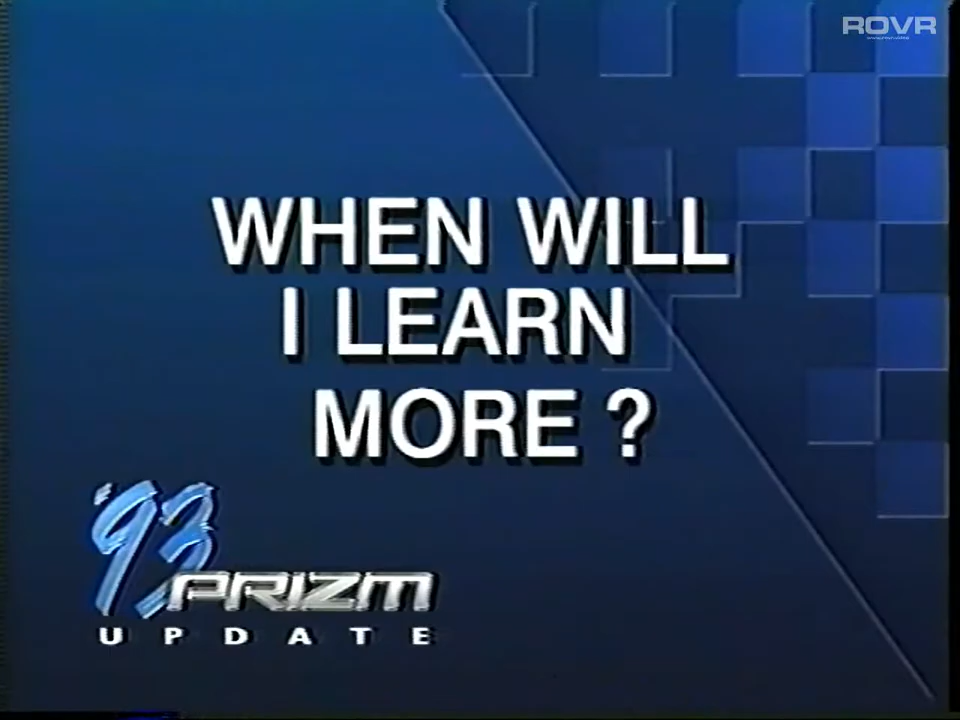 ROVR
WHEN WILL
I LEARN
MORE ?
'93 PRIZM
UPDATE